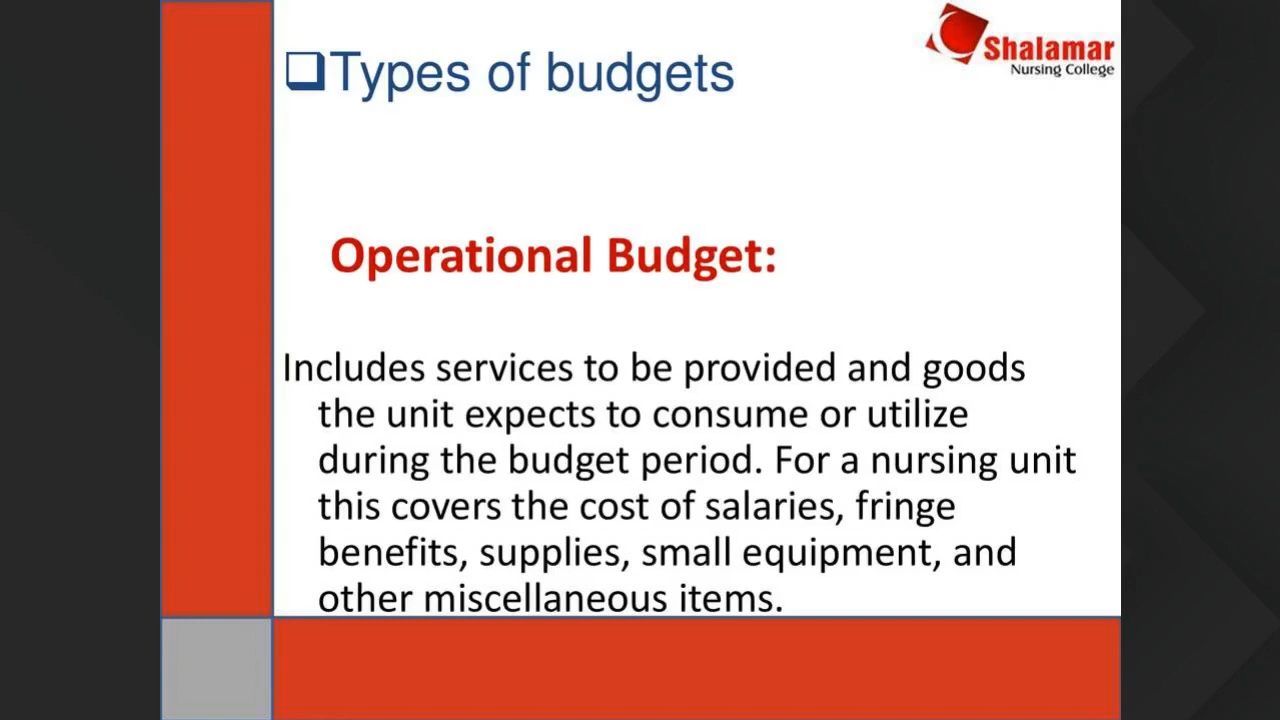 Types of budgets
Shalamar
Nursing College
Operational Budget:
Includes services to be provided and goods
the unit expects to consume or utilize
during the budget period. For a nursing unit
this covers the cost of salaries, fringe
benefits, supplies, small equipment, and
other miscellaneous items.